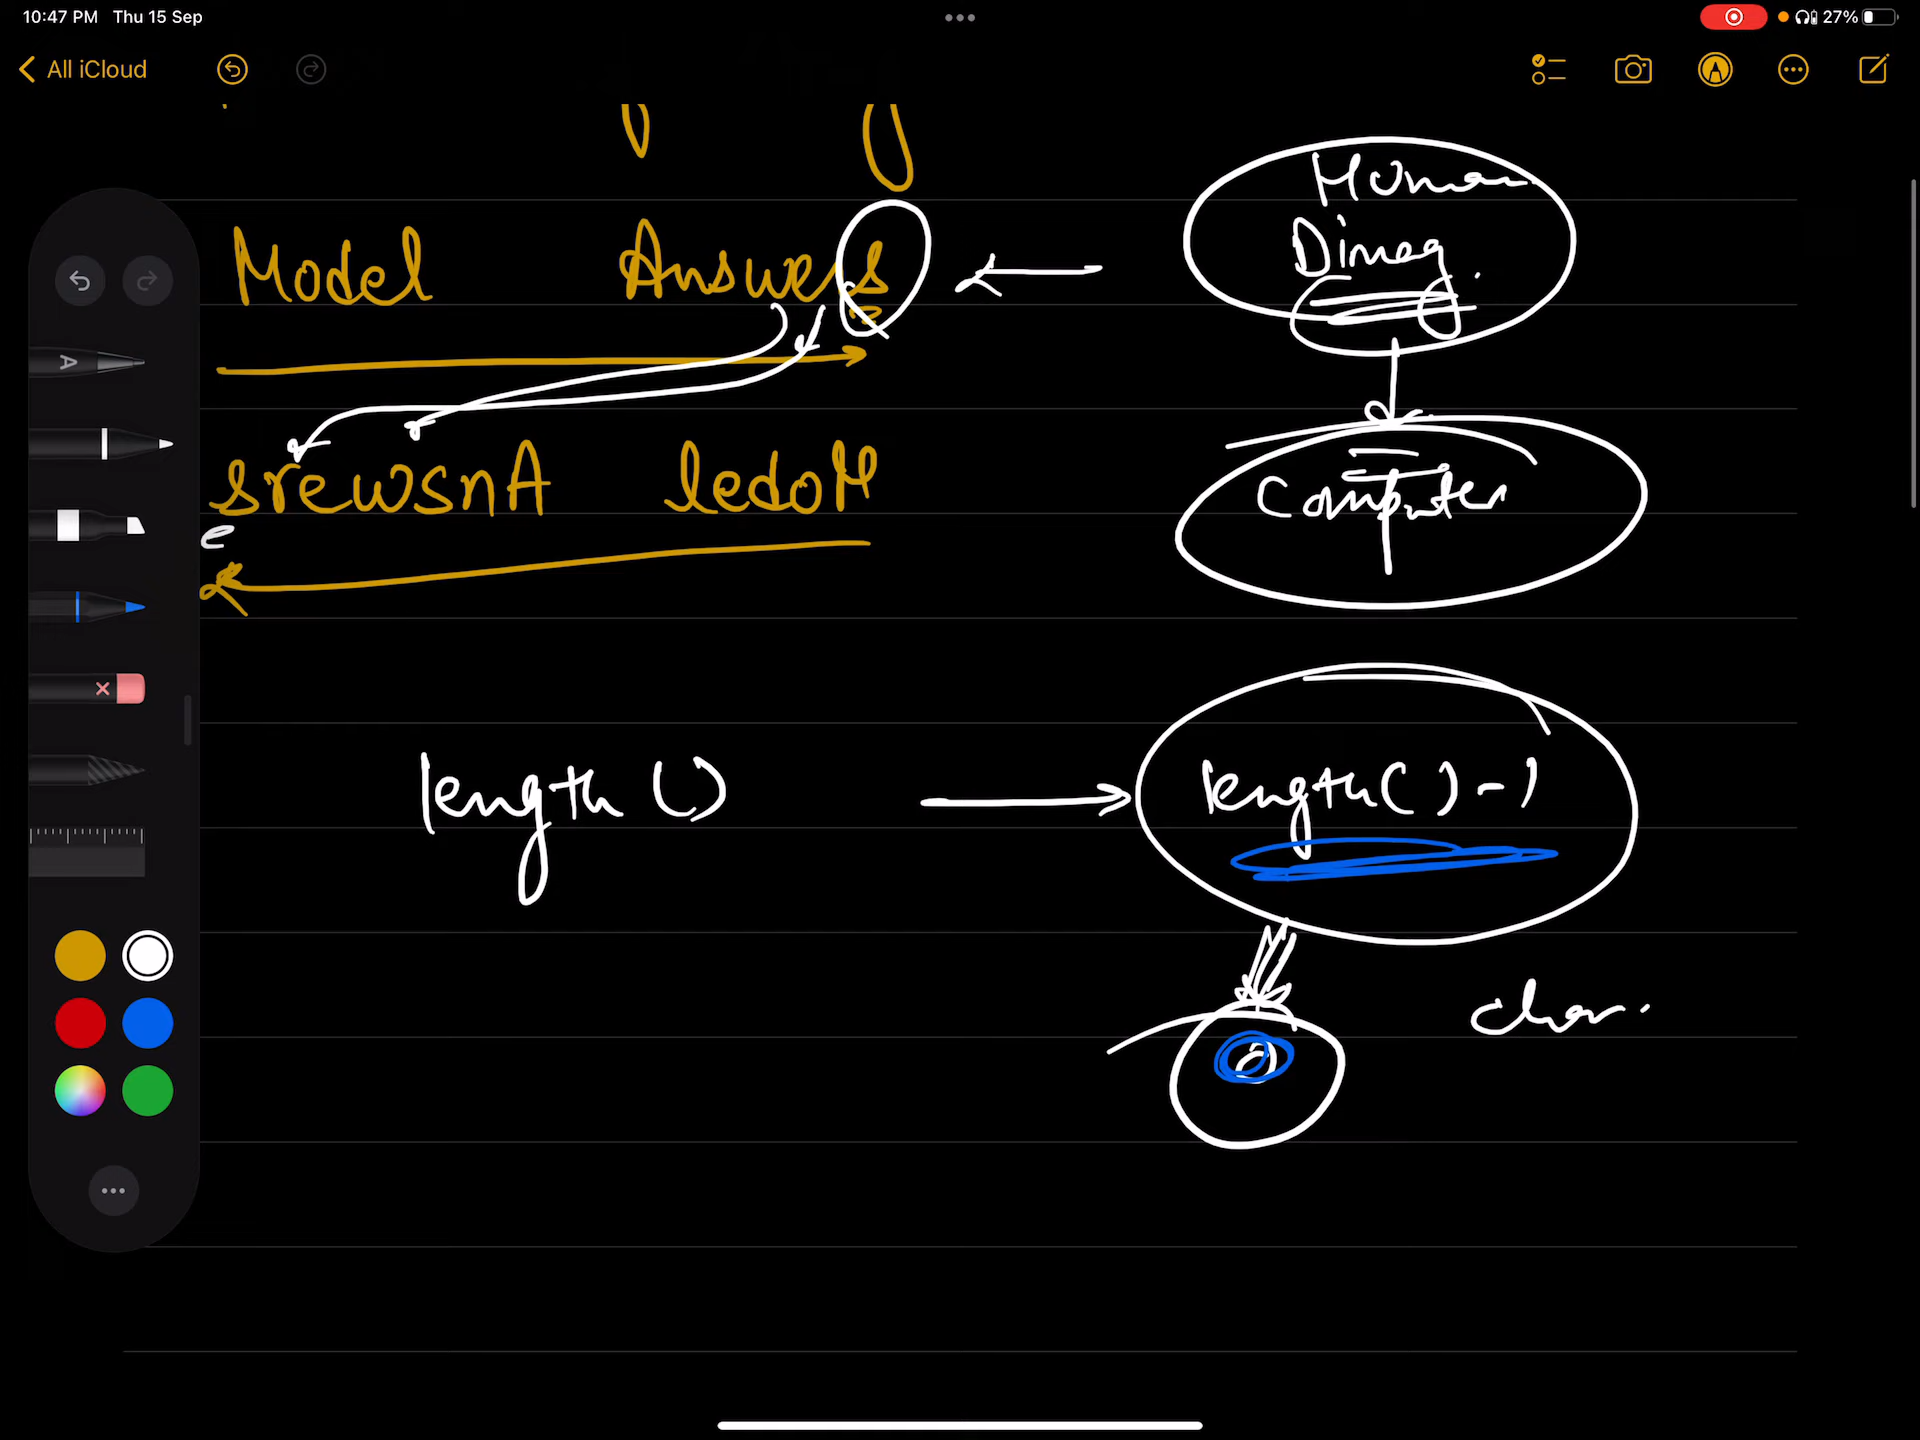 10:47 PM Thu 15 Sep
27%
All iCloud
Human
Dimag.
Model Answers
Computer
srewsnA ledoM
e
length ()
length()-1
char.
0
A